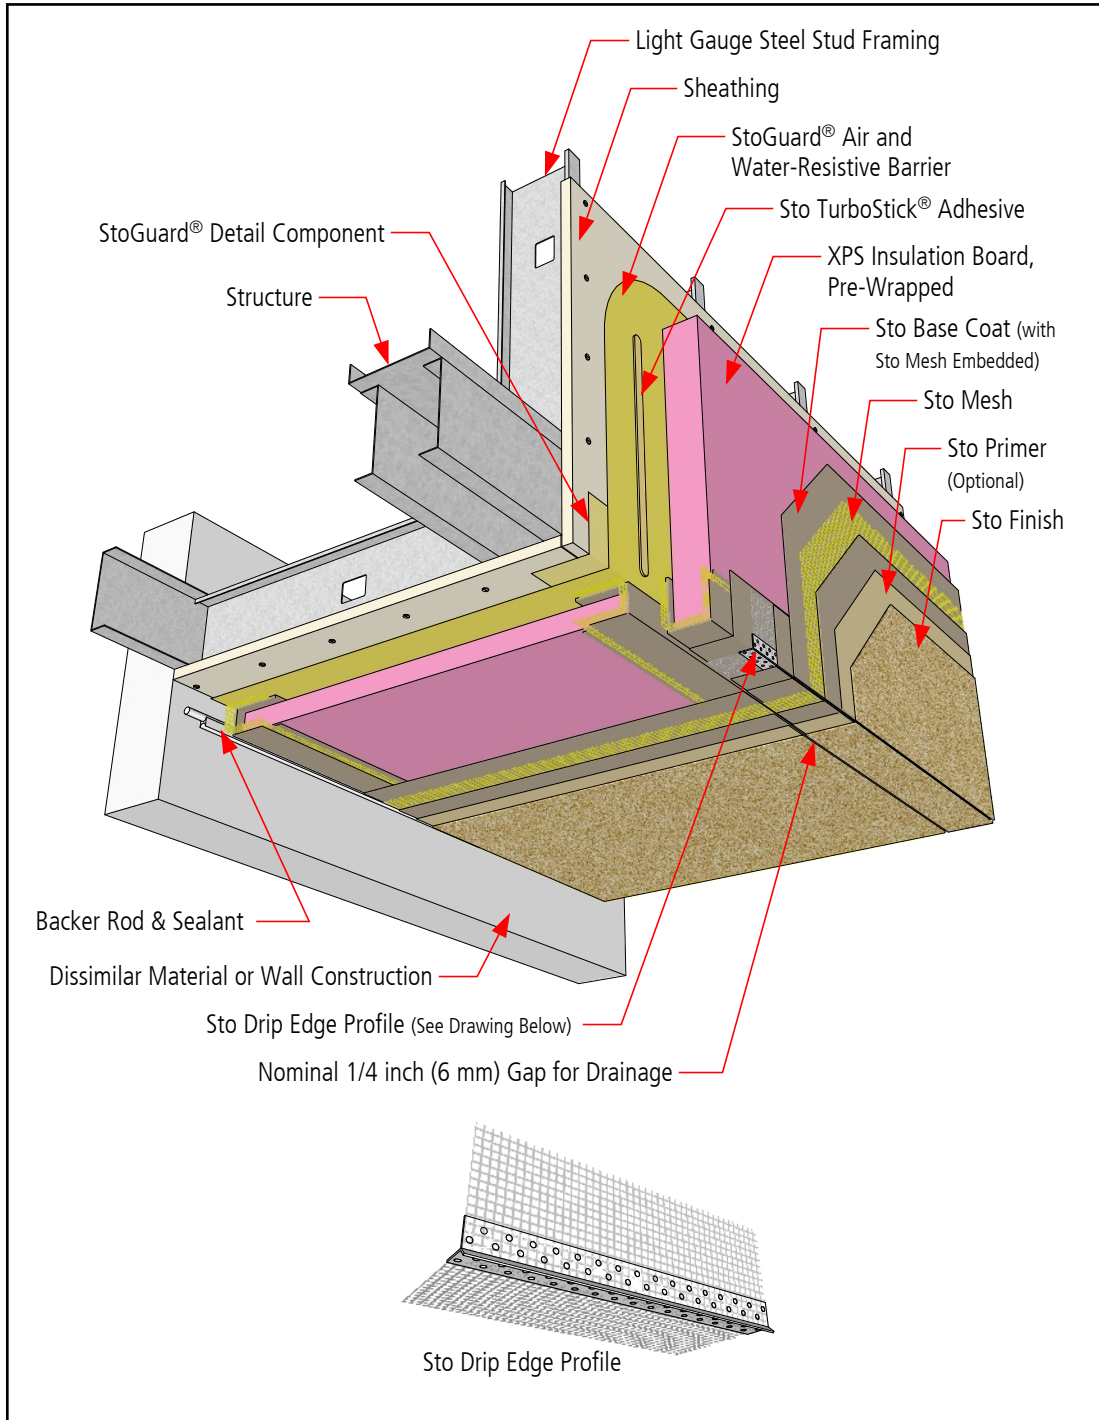 Light Gauge Steel Stud Framing
Sheathing
StoGuard® Air and
Water-Resistive Barrier
Sto TurboStick® Adhesive
StoGuard® Detail Component
XPS Insulation Board,
Pre-Wrapped
Structure
Sto Base Coat (with
Sto Mesh Embedded)
Sto Mesh
Sto Primer
(Optional)
Sto Finish
Backer Rod & Sealant
Dissimilar Material or Wall Construction
Sto Drip Edge Profile (See Drawing Below)
Nominal 1/4 inch (6 mm) Gap for Drainage
Sto Drip Edge Profile